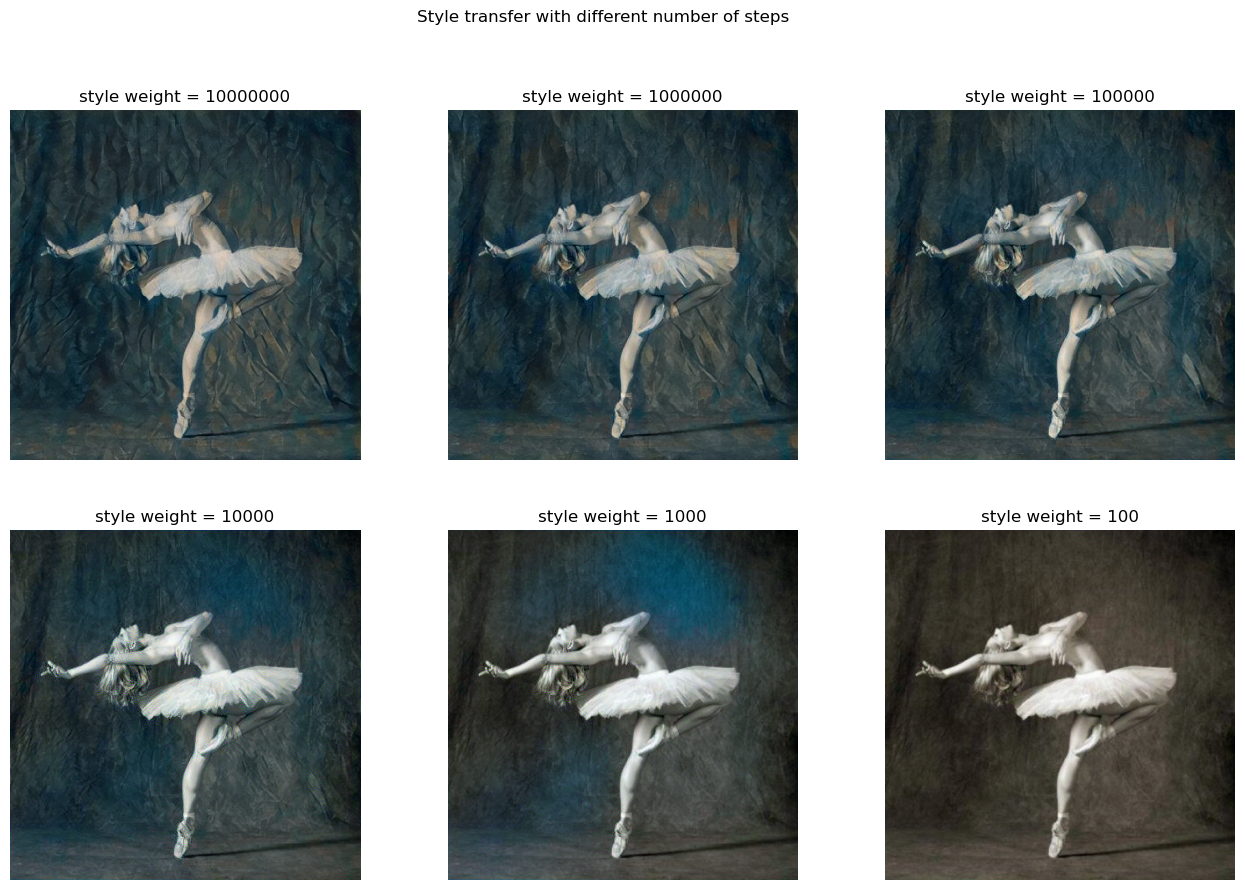 Style transfer with different number of steps
style weight = 10000000
style weight = 1000000
style weight = 100000
style weight = 10000
style weight = 1000
style weight = 100